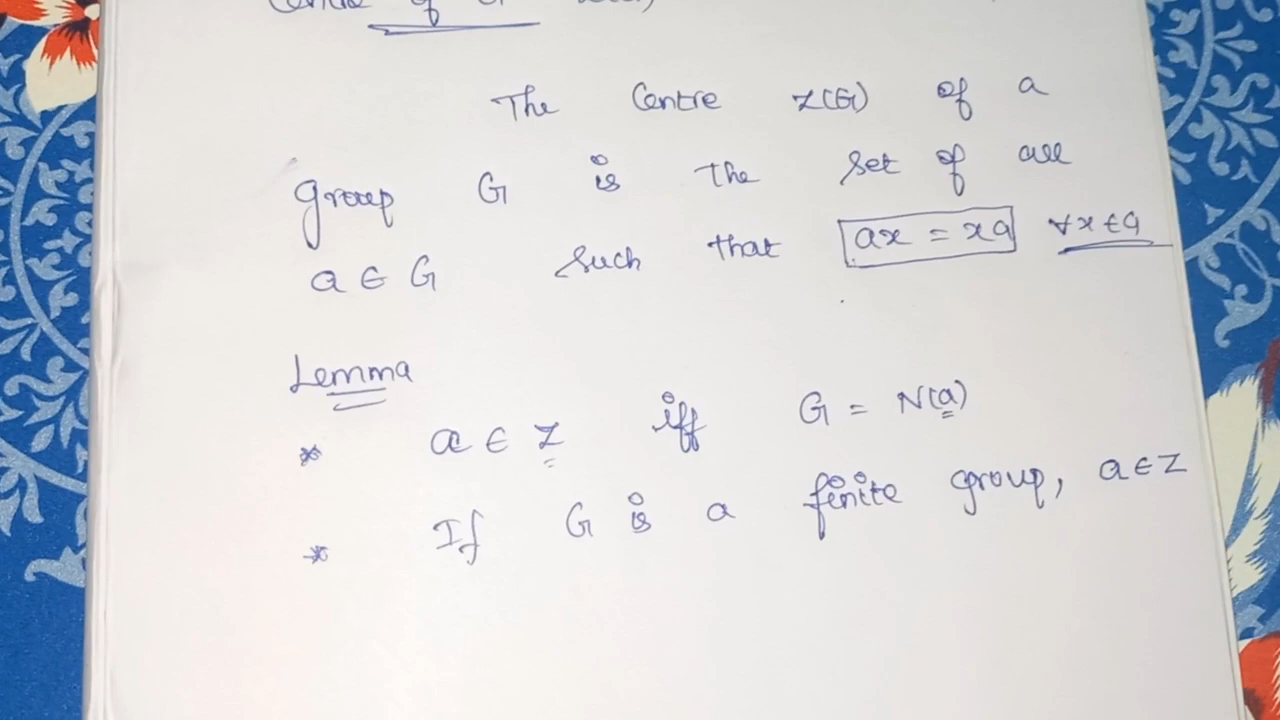 of
The Centre Z(G) of a
group G is the set of all
a ∈ G such that ax = xa ∀x∈G
Lemma
* a ∈ Z iff G = N(a)
* If G is a finite group, a∈Z